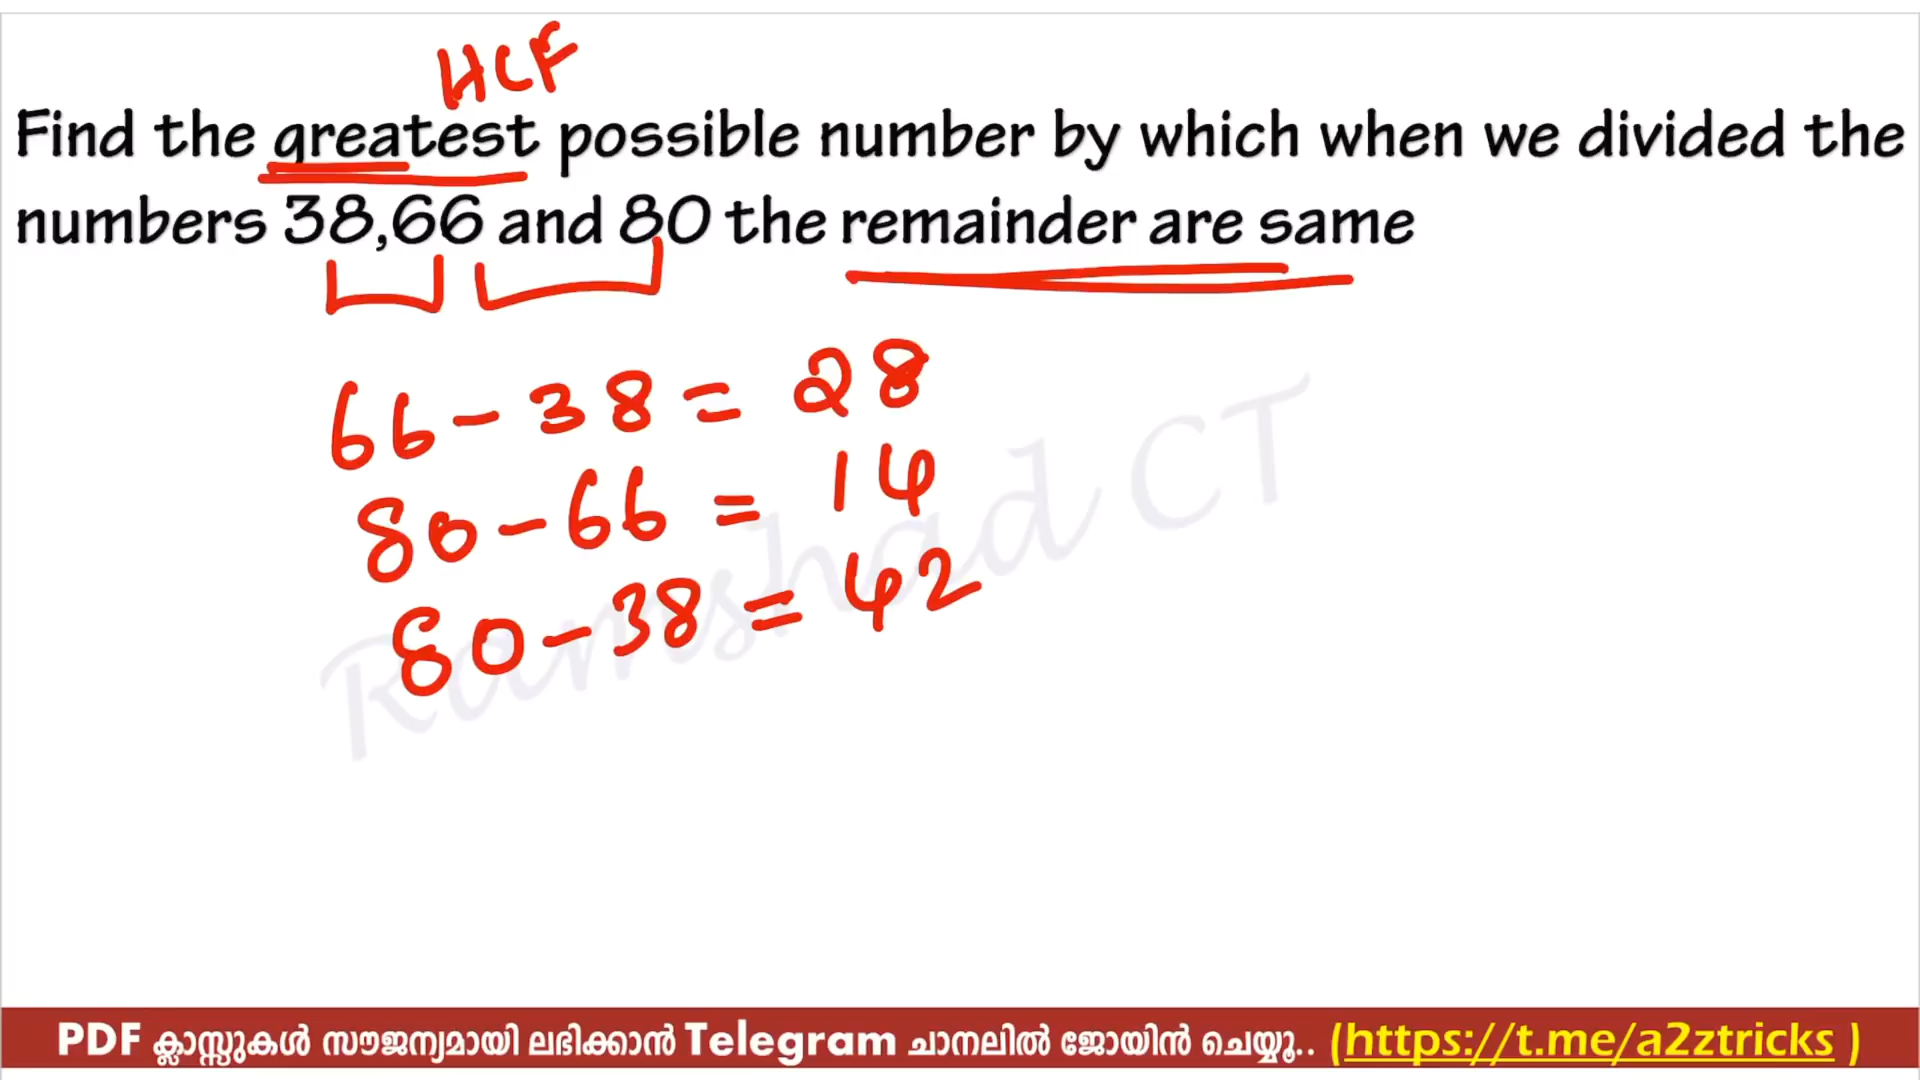 HCF
Find the greatest possible number by which when we divided the
numbers 38,66 and 80 the remainder are same
66-38= 28
80-66 = 14
80-38 = 42
Ramshad CT
PDF ക്ലാസ്സുകൾ സൗജന്യമായി ലഭിക്കാൻ Telegram ചാനലിൽ ജോയിൻ ചെയ്യൂ.. (https://t.me/a2ztricks )